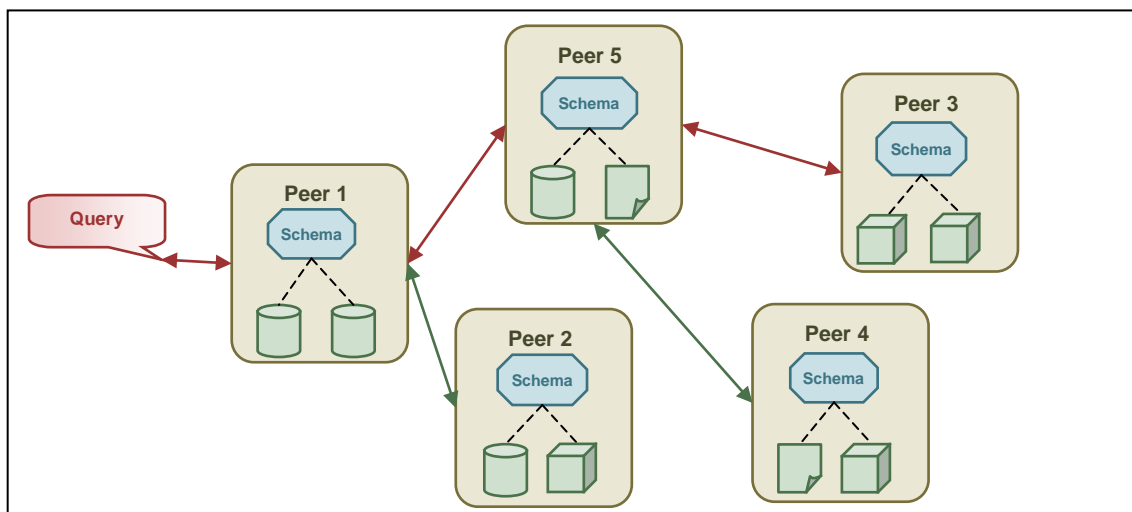 Query
Peer 1
Schema
Peer 5
Schema
Peer 3
Schema
Peer 2
Schema
Peer 4
Schema